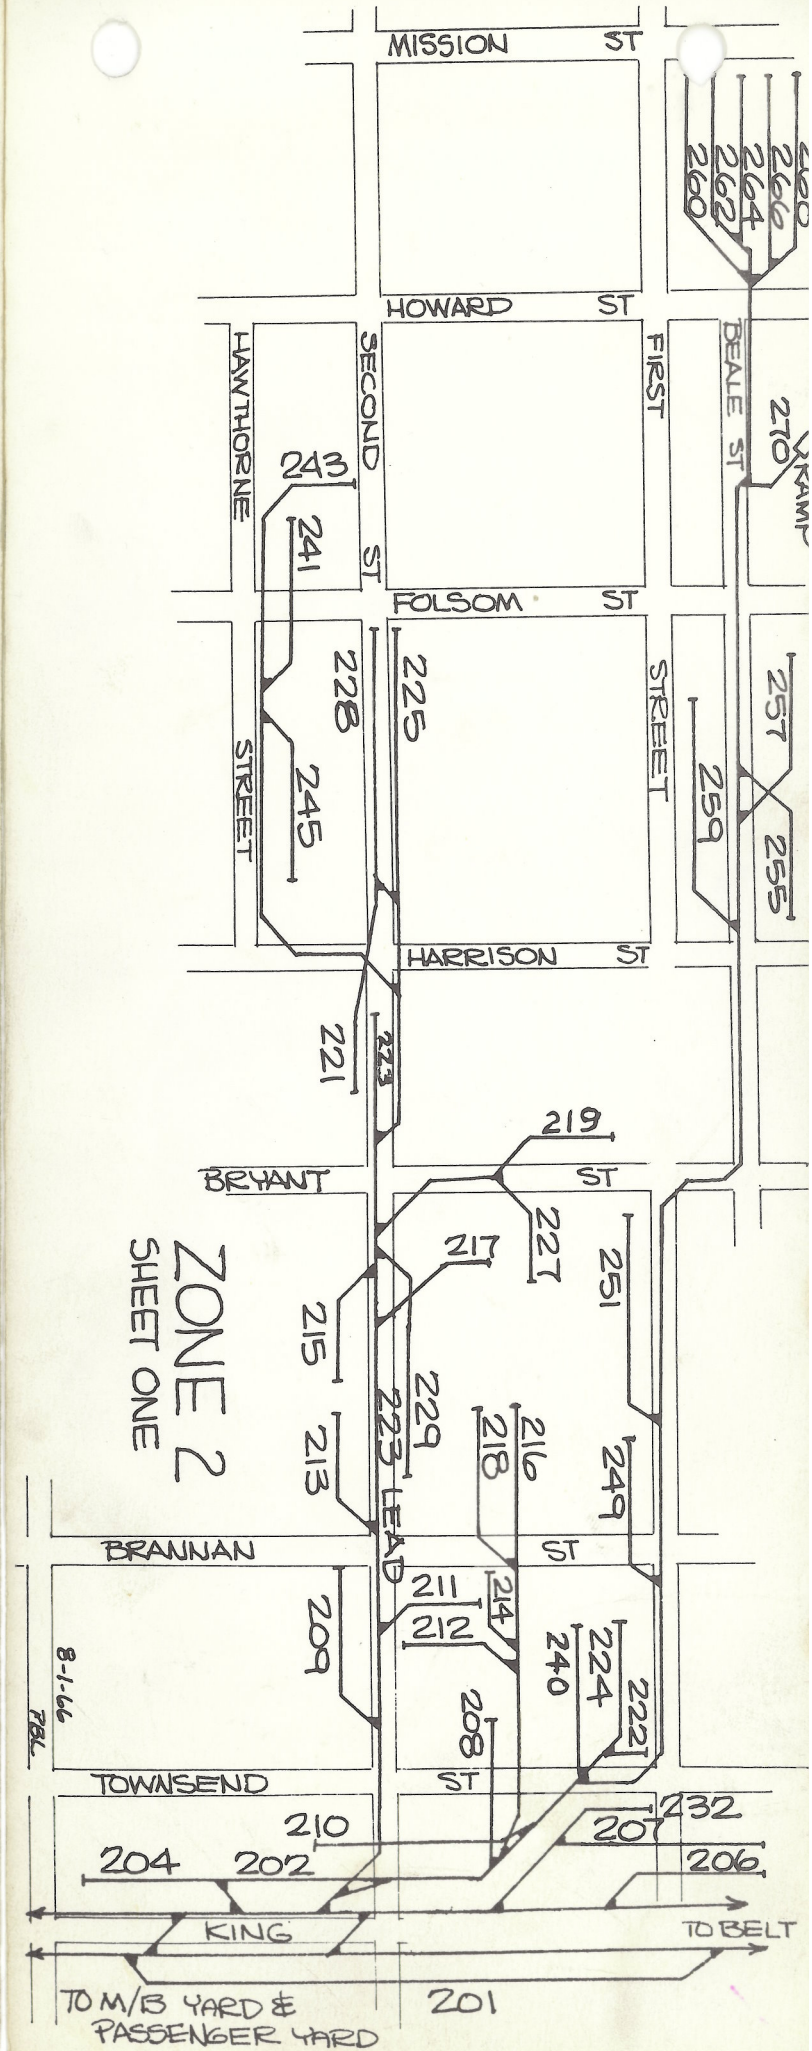 MISSION ST
260
262
264
266
HOWARD ST
HAWTHORNE
SECOND
ST
FIRST
BEALE ST
270
RAMP
243
241
FOLSOM ST
228
225
STREET
STREET
245
257
259
255
HARRISON ST
221
223
219
BRYANT ST
227
217
251
215
229
ZONE 2
SHEET ONE
213
223 LEAD
218
216
249
BRANNAN ST
211
214
212
209
240
224
222
208
8-1-66
TOWNSEND ST
210
232
207
204
202
206
KING
TO BELT
TO M/B YARD &
PASSENGER YARD
201